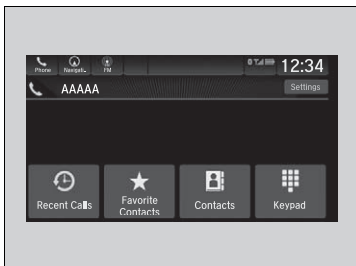 Phone Navigati.. FM 12:34
AAAAA Settings
Recent Calls
Favorite
Contacts
Contacts
Keypad